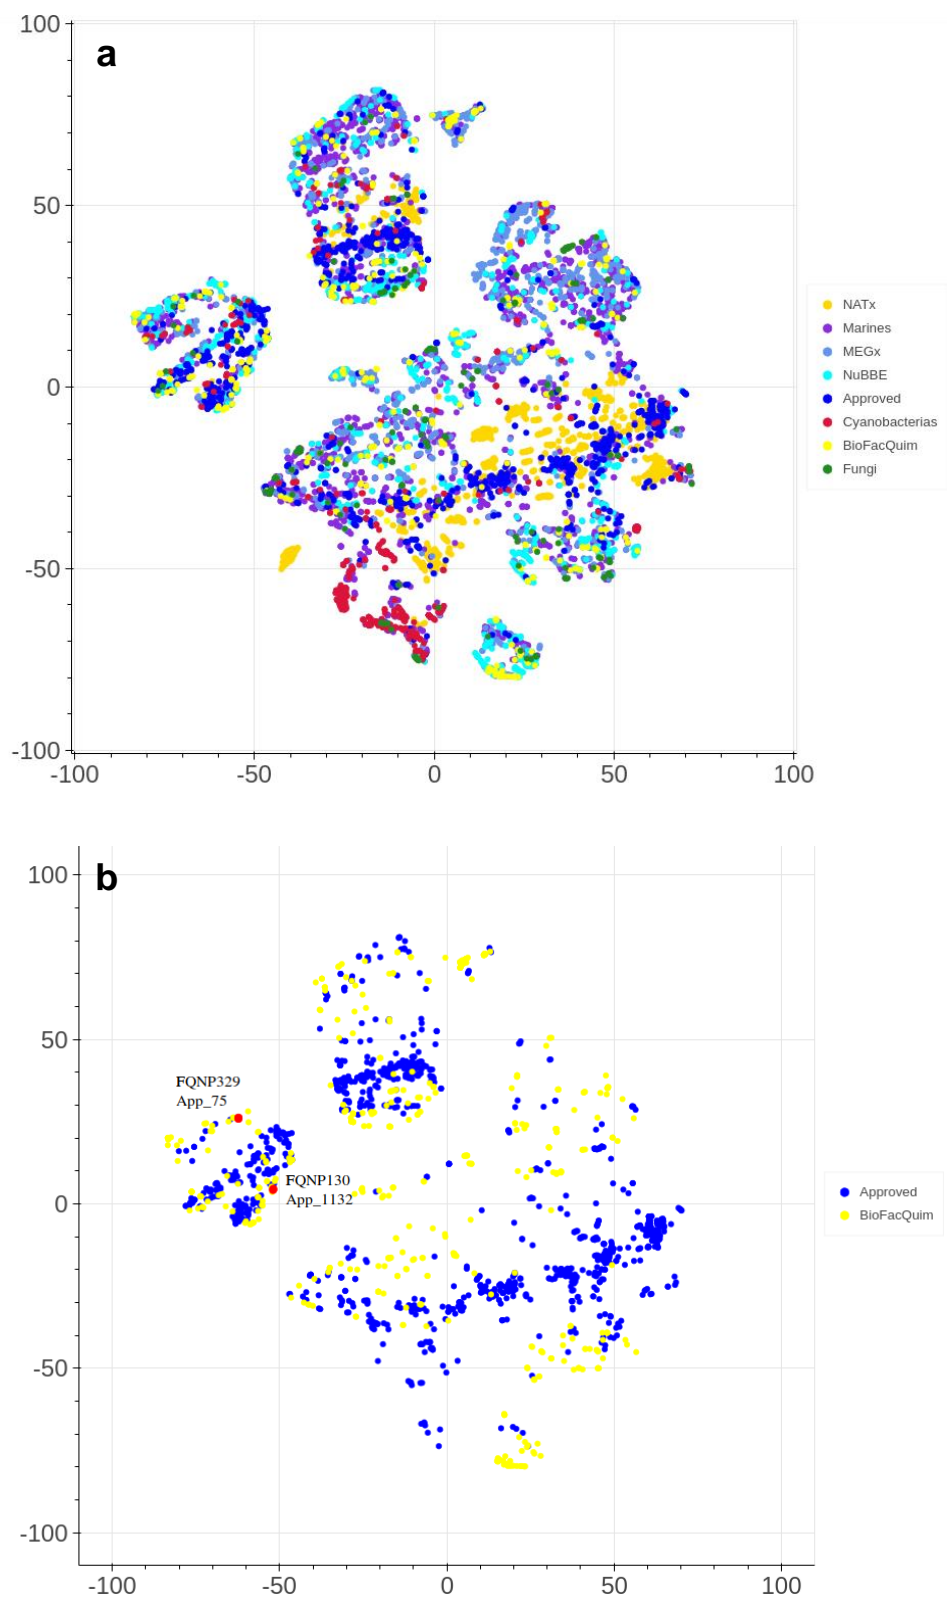 a
100
50
0
-50
-100
-100 -50 0 50 100
NATx
Marines
MEGx
NuBBE
Approved
Cyanobacterias
BioFacQuim
Fungi
b
100
50
0
-50
-100
-100 -50 0 50 100
FQNP329
App_75
FQNP130
App_1132
Approved
BioFacQuim